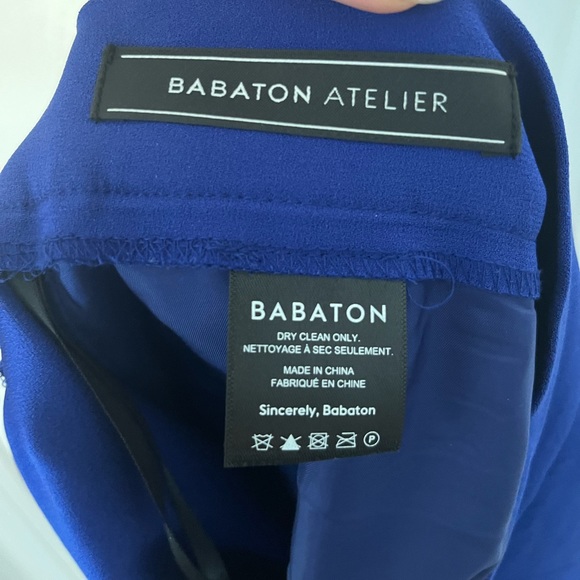 BABATON ATELIER
BABATON
DRY CLEAN ONLY.
NETTOYAGE À SEC SEULEMENT.
MADE IN CHINA
FABRIQUÉ EN CHINE
Sincerely, Babaton
P